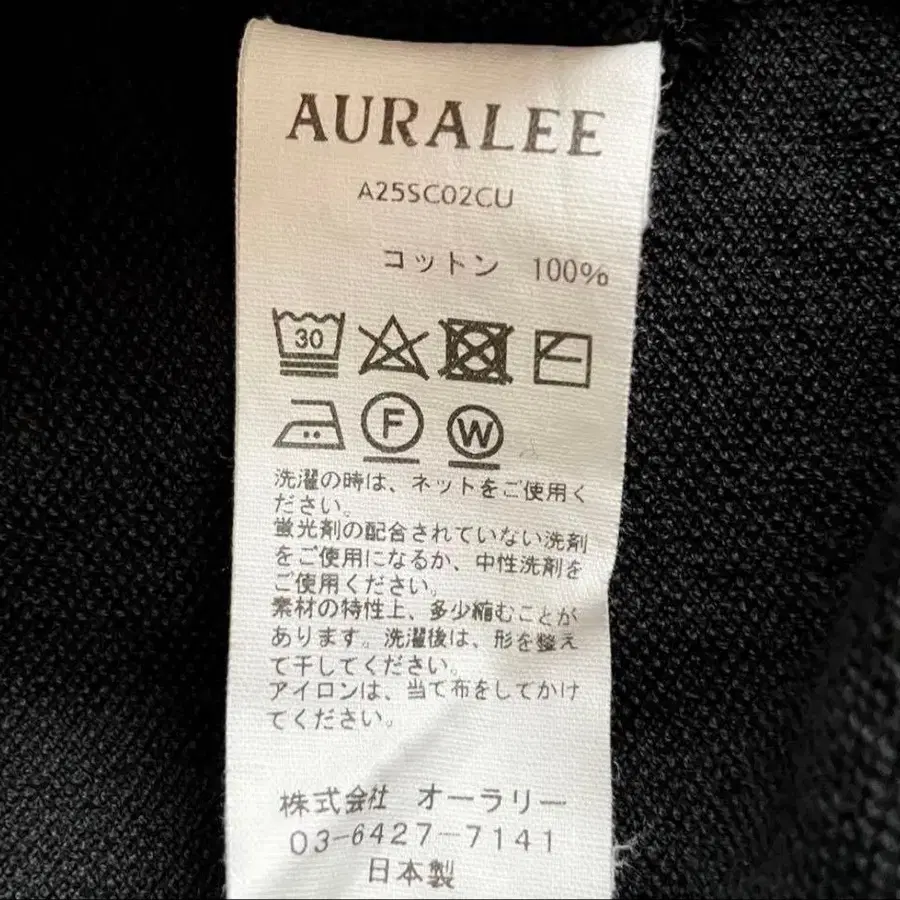 AURALEE
A25SC02CU
コットン 100%
30
F W
洗濯の時は、ネットをご使用く
ださい。
蛍光剤の配合されていない洗剤
をご使用になるか、中性洗剤を
ご使用ください。
素材の特性上、多少縮むことが
あります。洗濯後は、形を整え
て干してください。
アイロンは、当て布をしてかけ
てください。
株式会社 オーラリー
03-6427-7141
日本製